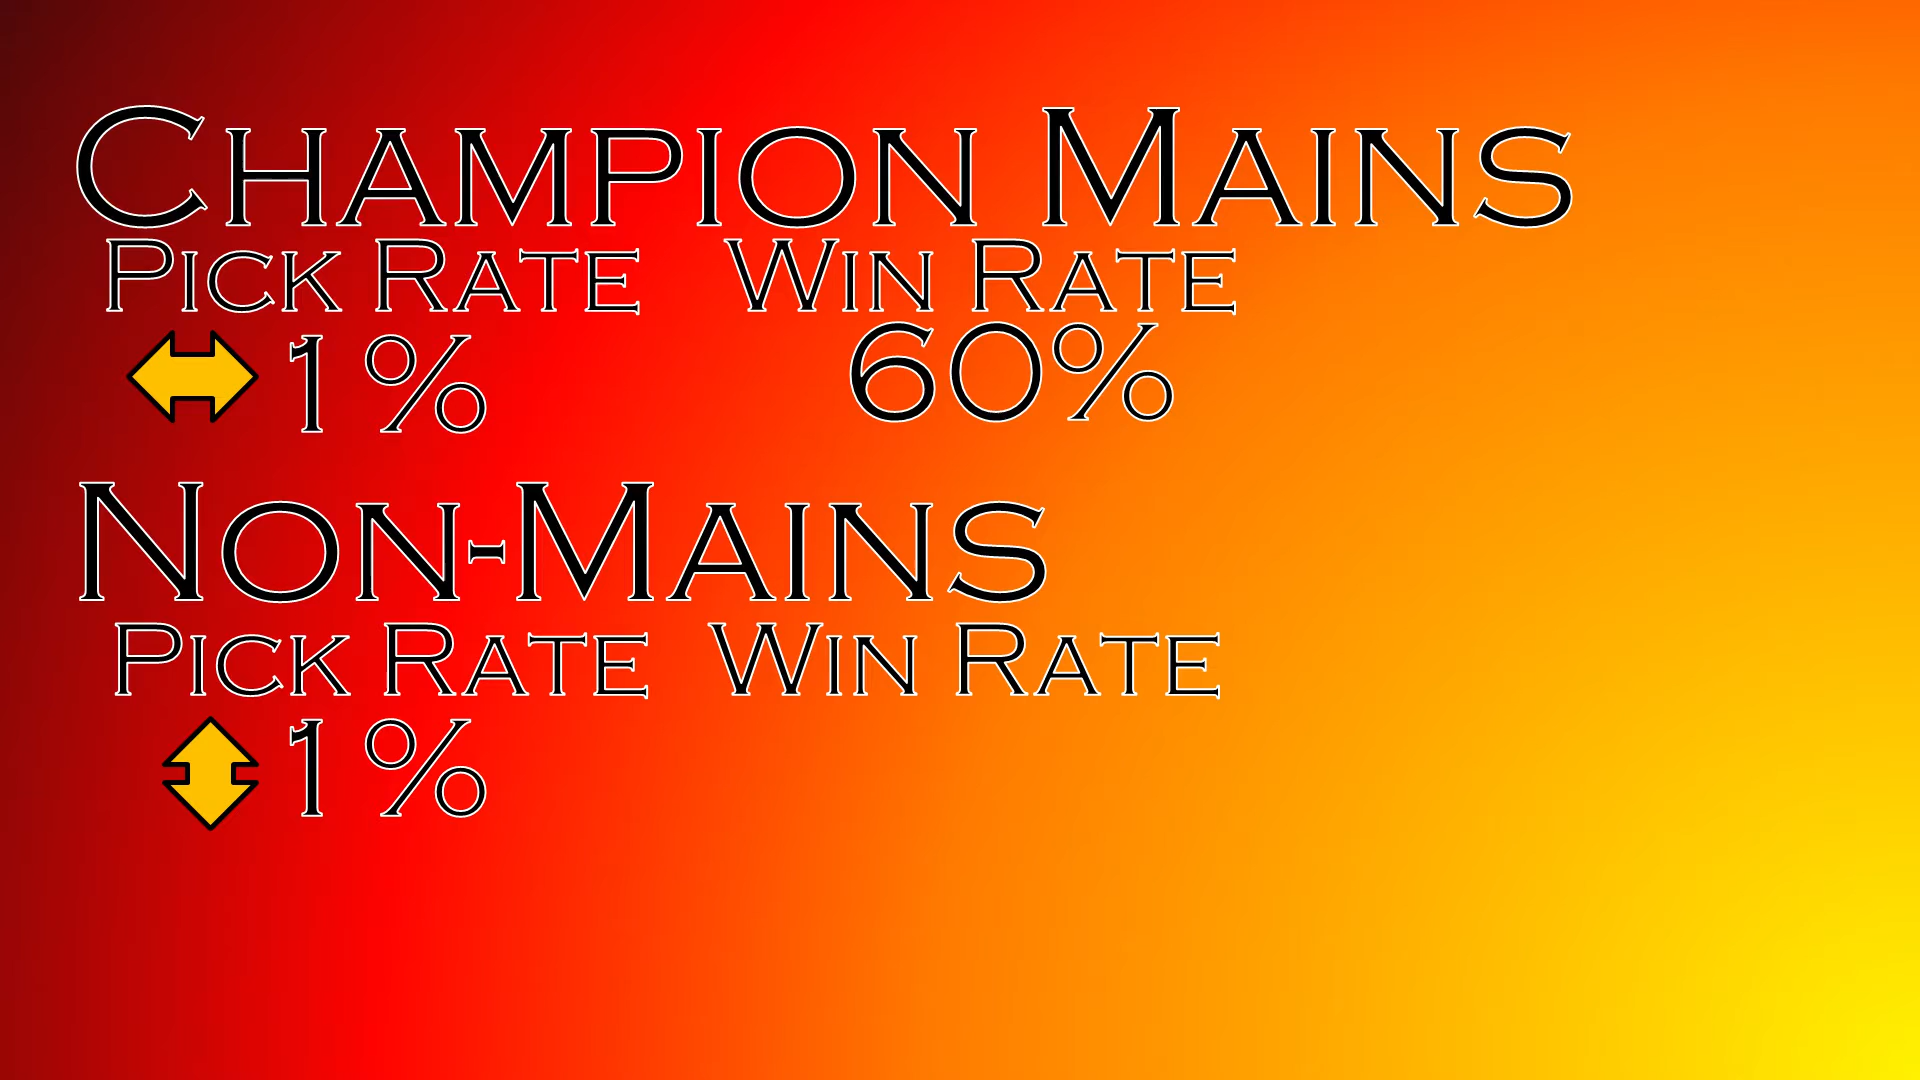 Champion Mains
Pick Rate Win Rate
1% 60%
Non-Mains
Pick Rate Win Rate
1%